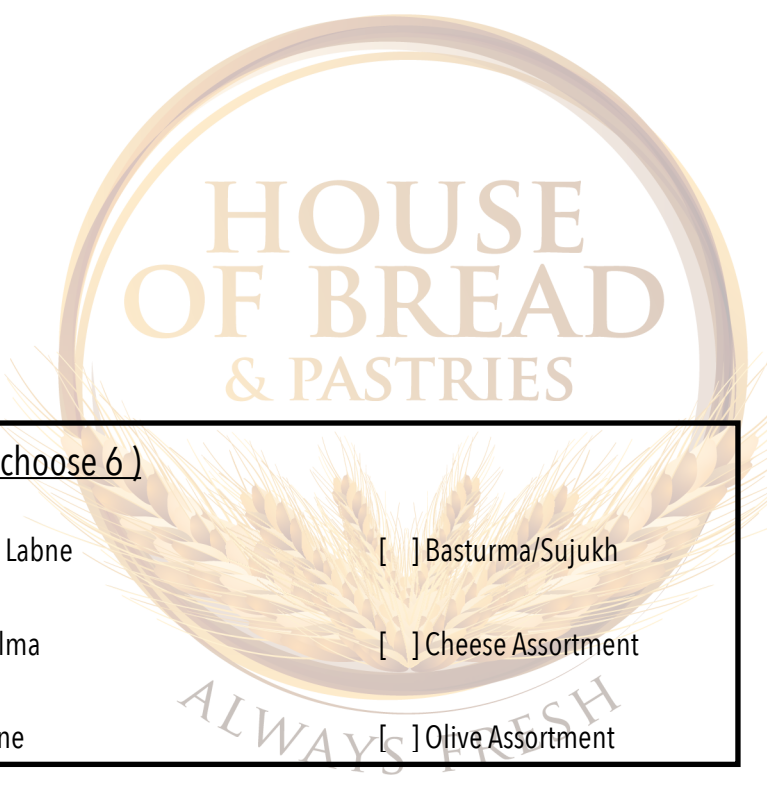 HOUSE
OF BREAD
& PASTRIES
choose 6 )
Labne
[ ] Basturma/Sujukh
lma
[ ] Cheese Assortment
ne
[ ] Olive Assortment
ALWAYS FRESH